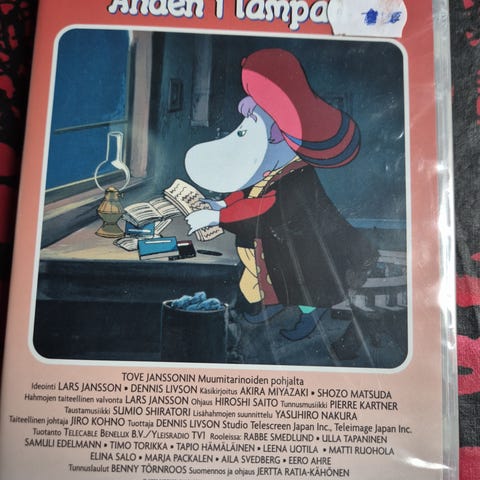 Anden i lampa
TOVE JANSSONIN Muumitarinoiden pohjalta
Ideointi LARS JANSSON • DENNIS LIVSON Käsikirjoitus AKIRA MIYAZAKI • SHOZO MATSUDA
Hahmojen taiteellinen valvonta LARS JANSSON Ohjaus HIROSHI SAITO Tunnusmusiikki PIERRE KARTNER
Taustamusiikki SUMIO SHIRATORI Lisähahmojen suunnittelu YASUHIRO NAKURA
Taiteellinen johtaja JIRO KOHNO Tuottaja DENNIS LIVSON Studio Telescreen Japan Inc., Teleimage Japan Inc.
Tuotanto TELECABLE BENELUX B.V./YLEISRADIO TV1 Rooleissa: RABBE SMEDLUND • ULLA TAPANINEN
SAMULI EDELMANN • TIMO TORIKKA • TAPIO HÄMÄLÄINEN • LEENA UOTILA • MATTI RUOHOLA
ELINA SALO • MARJA PACKALEN • AILA SVEDBERG • EERO AHRE
Tunnuslaulut BENNY TÖRNROOS Suomennos ja ohjaus JERTTA RATIA-KÄHÖNEN